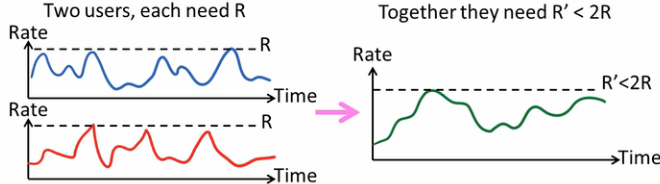 Two users, each need R
Rate
R
Time
Rate
R
Time
Together they need R’ < 2R
Rate
R’<2R
Time